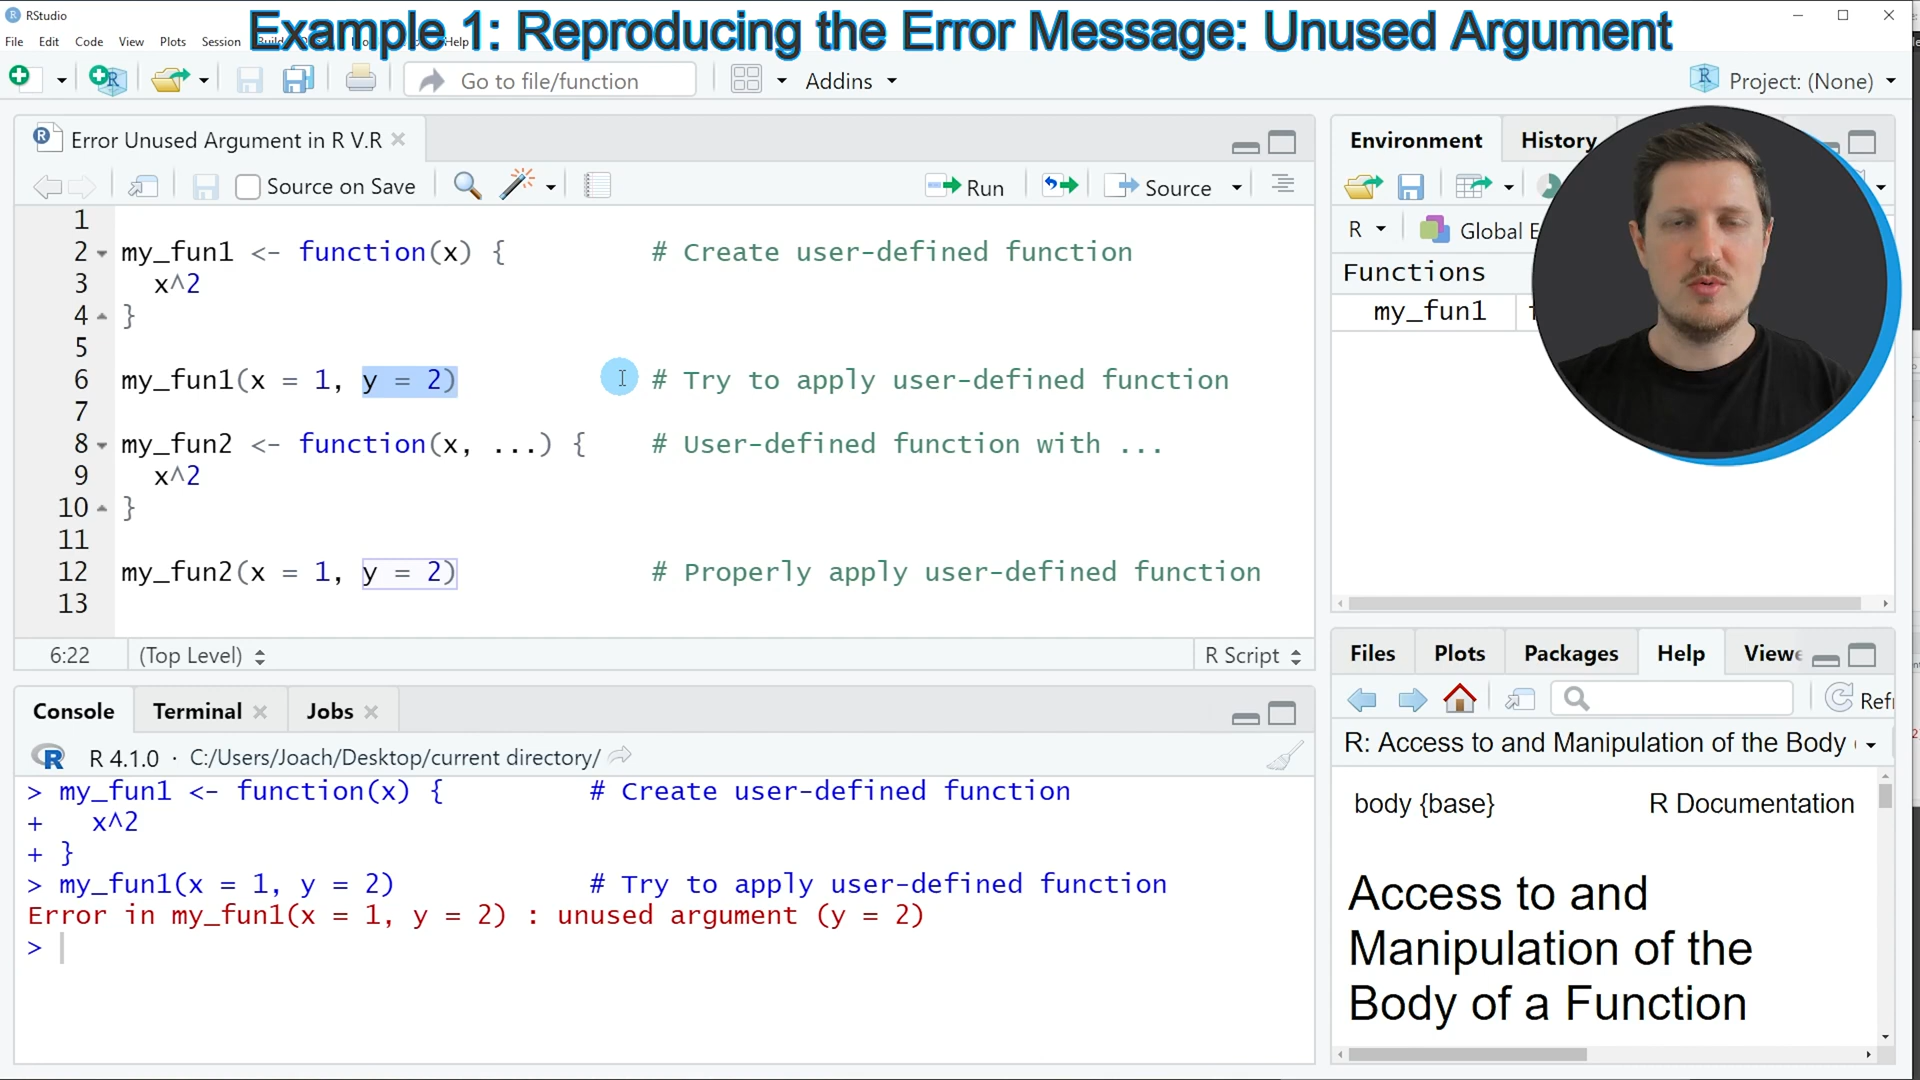 RStudio
Example 1: Reproducing the Error Message: Unused Argument
File Edit Code View Plots Session Help
Go to file/function
Addins
Project: (None)
Error Unused Argument in R V.R
Source on Save
Run
Source
1
2 my_fun1 <- function(x) { # Create user-defined function
3 x^2
4 }
5
6 my_fun1(x = 1, y = 2) # Try to apply user-defined function
7
8 my_fun2 <- function(x, ...) { # User-defined function with ...
9 x^2
10 }
11
12 my_fun2(x = 1, y = 2) # Properly apply user-defined function
13
6:22 (Top Level) R Script
Console Terminal Jobs
R 4.1.0 · C:/Users/Joach/Desktop/current directory/
> my_fun1 <- function(x) { # Create user-defined function
+ x^2
+ }
> my_fun1(x = 1, y = 2) # Try to apply user-defined function
Error in my_fun1(x = 1, y = 2) : unused argument (y = 2)
>
Environment History
R Global E
Functions
my_fun1
Files Plots Packages Help Viewe
Refr
R: Access to and Manipulation of the Body
body {base} R Documentation
Access to and
Manipulation of the
Body of a Function